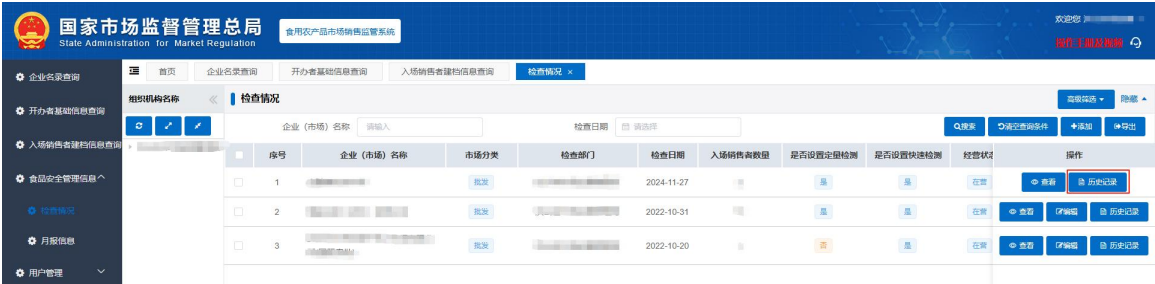 国家市场监督管理总局
State Administration for Market Regulation
食用农产品市场销售监管系统
欢迎您
操作手册及视频
企业名录查询
开办者基础信息查询
入场销售者建档信息查询
食品安全管理信息
检查情况
月报信息
用户管理
首页 企业名录查询 开办者基础信息查询 入场销售者建档信息查询 检查情况 ×
组织机构名称
检查情况
高级筛选 隐藏
企业（市场）名称 请输入 检查日期 请选择 搜索 清空查询条件 +添加 导出
序号 企业（市场）名称 市场分类 检查部门 检查日期 入场销售者数量 是否设置定量检测 是否设置快速检测 经营状态 操作
1 批发 2024-11-27 是 是 在营 查看 历史记录
2 批发 2022-10-31 是 是 在营 查看 编辑 历史记录
3 批发 2022-10-20 否 是 在营 查看 编辑 历史记录